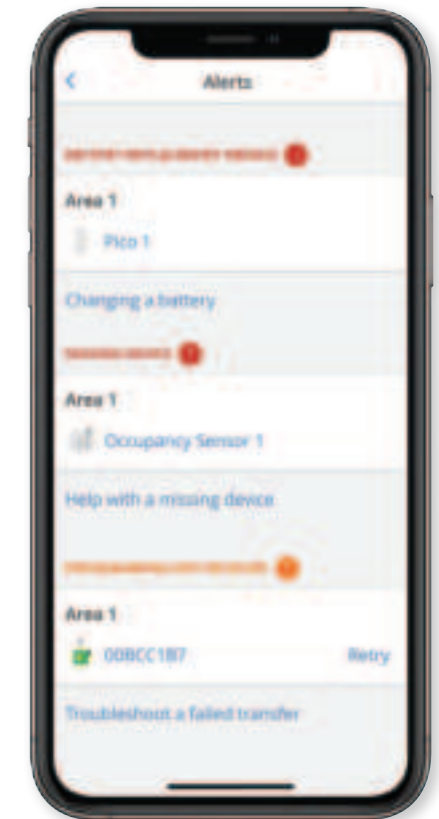 Alerts
Area 1
Pico 1
Changing a battery
Area 1
Occupancy Sensor 1
Help with a missing device
Area 1
00BCC1B7 Retry
Troubleshoot a failed transfer